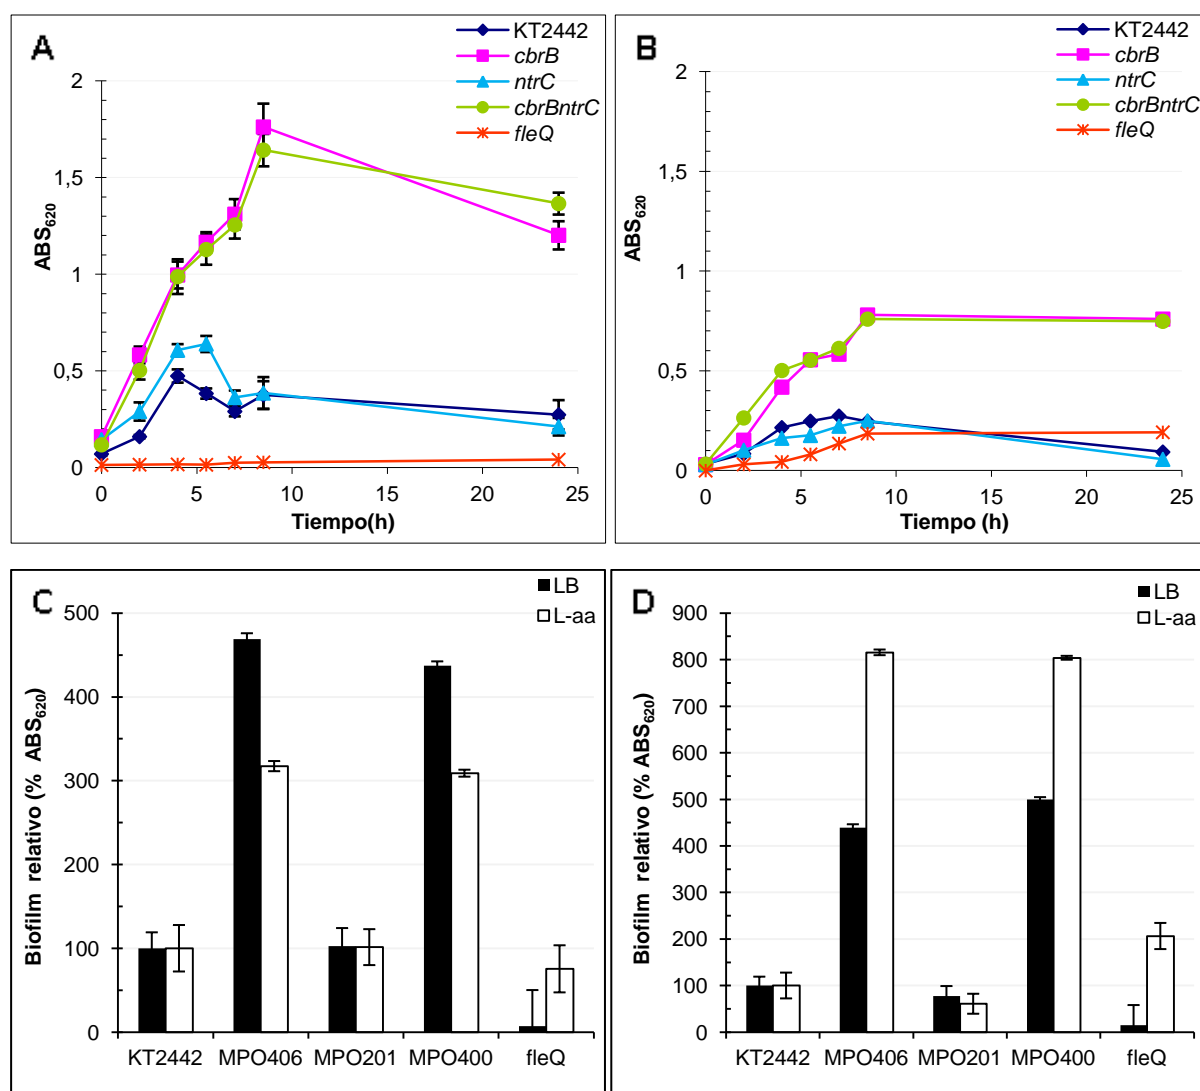 A
KT2442
cbrB
ntrC
cbrBntrC
fleQ
2
1,5
1
0,5
0
ABS620
0 5 10 15 20 25
Tiempo(h)
B
KT2442
cbrB
ntrC
cbrBntrC
fleQ
2
1,5
1
0,5
0
ABS620
0 5 10 15 20 25
Tiempo (h)
C
LB
L-aa
500
400
300
200
100
0
Biofilm relativo (% ABS620)
KT2442 MPO406 MPO201 MPO400 fleQ
D
LB
L-aa
900
800
700
600
500
400
300
200
100
0
Biofilm relativo (% ABS620)
KT2442 MPO406 MPO201 MPO400 fleQ